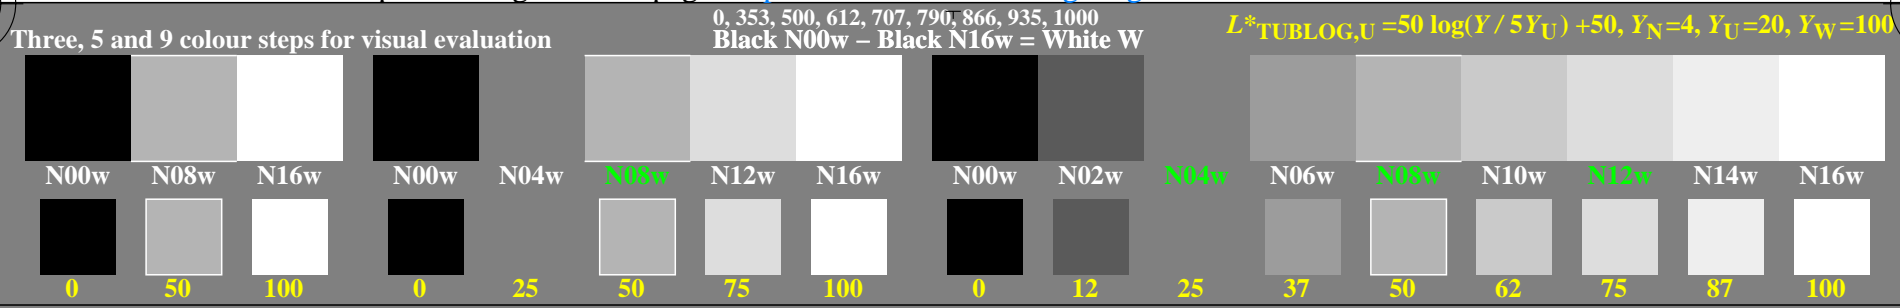 0, 353, 500, 612, 707, 790, 866, 935, 1000
L*TUBLOG,U =50 log(Y / 5YU) +50, YN=4, YU=20, YW=100
Three, 5 and 9 colour steps for visual evaluation
Black N00w – Black N16w = White W
N00w N08w N16w N00w N04w N08w N12w N16w N00w N02w N04w N06w N08w N10w N12w N14w N16w
0 50 100 0 25 50 75 100 0 12 25 37 50 62 75 87 100